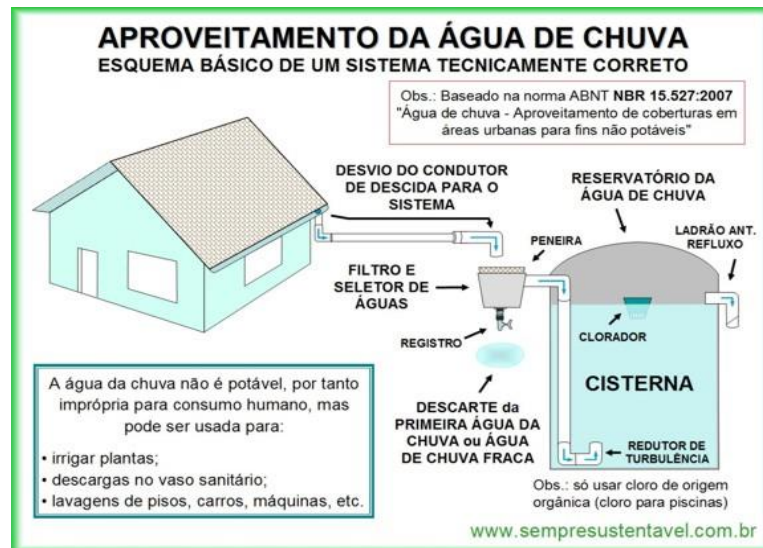 APROVEITAMENTO DA ÁGUA DE CHUVA
ESQUEMA BÁSICO DE UM SISTEMA TECNICAMENTE CORRETO
Obs.: Baseado na norma ABNT NBR 15.527:2007
"Água de chuva - Aproveitamento de coberturas em
áreas urbanas para fins não potáveis"
DESVIO DO CONDUTOR
DE DESCIDA PARA O
SISTEMA
RESERVATÓRIO DA
ÁGUA DE CHUVA
LADRÃO ANT.
REFLUXO
PENEIRA
FILTRO E
SELETOR DE
ÁGUAS
REGISTRO
CLORADOR
CISTERNA
DESCARTE da
PRIMEIRA ÁGUA DA
CHUVA ou ÁGUA
DE CHUVA FRACA
REDUTOR DE
TURBULÊNCIA
A água da chuva não é potável, por tanto
imprópria para consumo humano, mas
pode ser usada para:
• irrigar plantas;
• descargas no vaso sanitário;
• lavagens de pisos, carros, máquinas, etc.
Obs.: só usar cloro de origem
orgânica (cloro para piscinas)
www.sempresustentavel.com.br